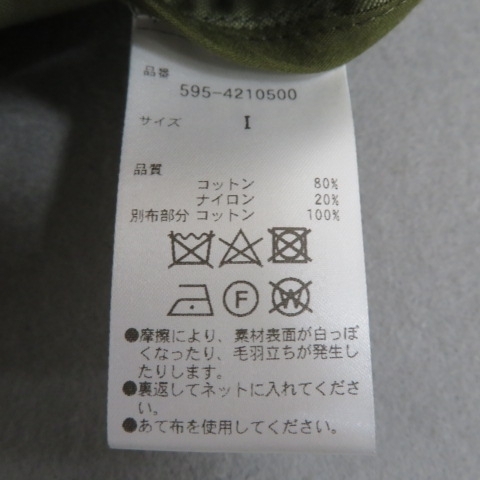 品番
595-4210500
サイズ I
品質
コットン 80%
ナイロン 20%
別布部分 コットン 100%
F W
●摩擦により、素材表面が白っぽ
くなったり、毛羽立ちが発生し
たりします。
●裏返してネットに入れてくださ
い。
●あて布を使用してください。